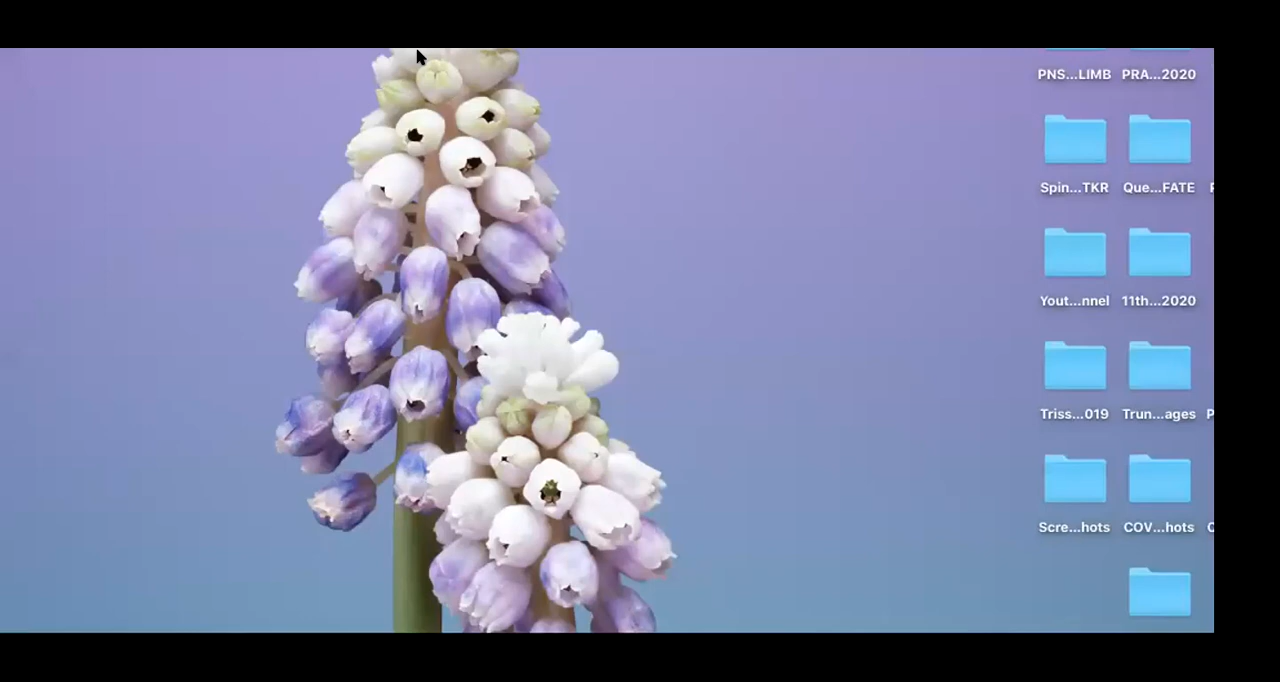 PNS...LIMB PRA...2020
Spin...TKR Que...FATE
Yout...nnel 11th...2020
Triss...019 Trun...ages
Scre...hots COV...hots